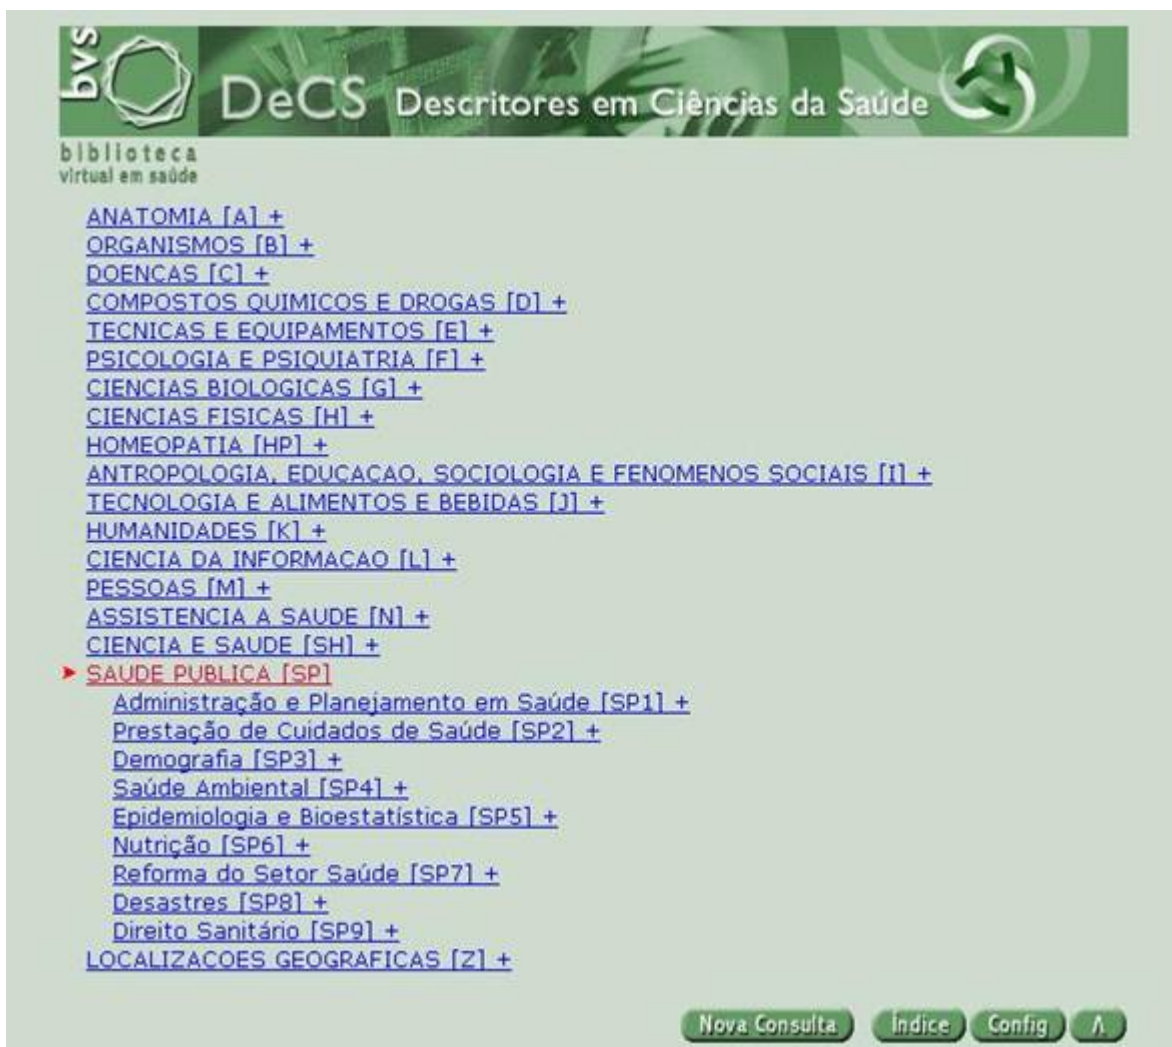 bvs
DeCS Descritores em Ciências da Saúde
biblioteca
virtual em saúde
ANATOMIA [A] +
ORGANISMOS [B] +
DOENCAS [C] +
COMPOSTOS QUIMICOS E DROGAS [D] +
TECNICAS E EQUIPAMENTOS [E] +
PSICOLOGIA E PSIQUIATRIA [F] +
CIENCIAS BIOLOGICAS [G] +
CIENCIAS FISICAS [H] +
HOMEOPATIA [HP] +
ANTROPOLOGIA, EDUCACAO, SOCIOLOGIA E FENOMENOS SOCIAIS [I] +
TECNOLOGIA E ALIMENTOS E BEBIDAS [J] +
HUMANIDADES [K] +
CIENCIA DA INFORMACAO [L] +
PESSOAS [M] +
ASSISTENCIA A SAUDE [N] +
CIENCIA E SAUDE [SH] +
SAUDE PUBLICA [SP]
Administração e Planejamento em Saúde [SP1] +
Prestação de Cuidados de Saúde [SP2] +
Demografia [SP3] +
Saúde Ambiental [SP4] +
Epidemiologia e Bioestatística [SP5] +
Nutrição [SP6] +
Reforma do Setor Saúde [SP7] +
Desastres [SP8] +
Direito Sanitário [SP9] +
LOCALIZACOES GEOGRAFICAS [Z] +
Nova Consulta Índice Config Λ